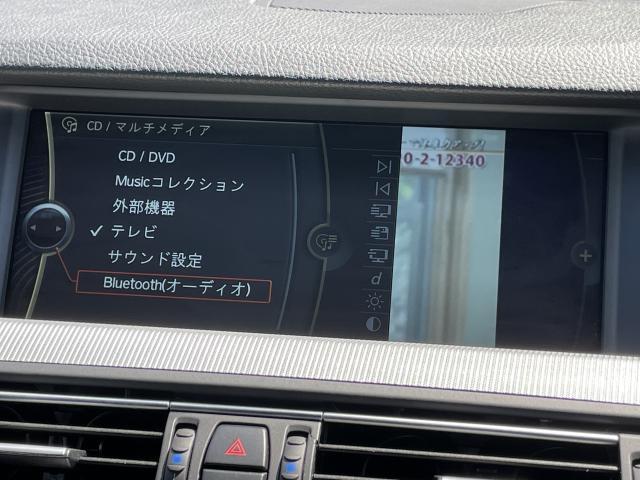 CD / マルチメディア
CD / DVD
Musicコレクション
外部機器
テレビ
サウンド設定
Bluetooth(オーディオ)
0-2-12340
d